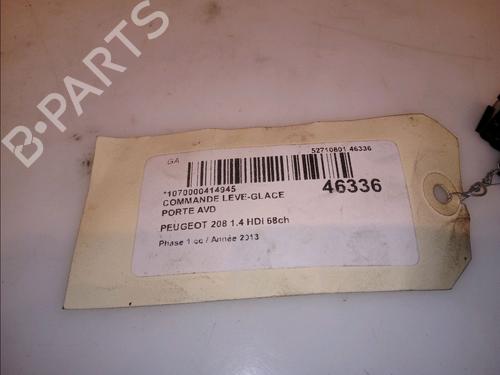 B-PARTS
GA
52710801 46336
*1070000414945
46336
COMMANDE LEVE-GLACE
PORTE AVD
PEUGEOT 208 1.4 HDI 68ch
Phase 1 cc / Année 2013